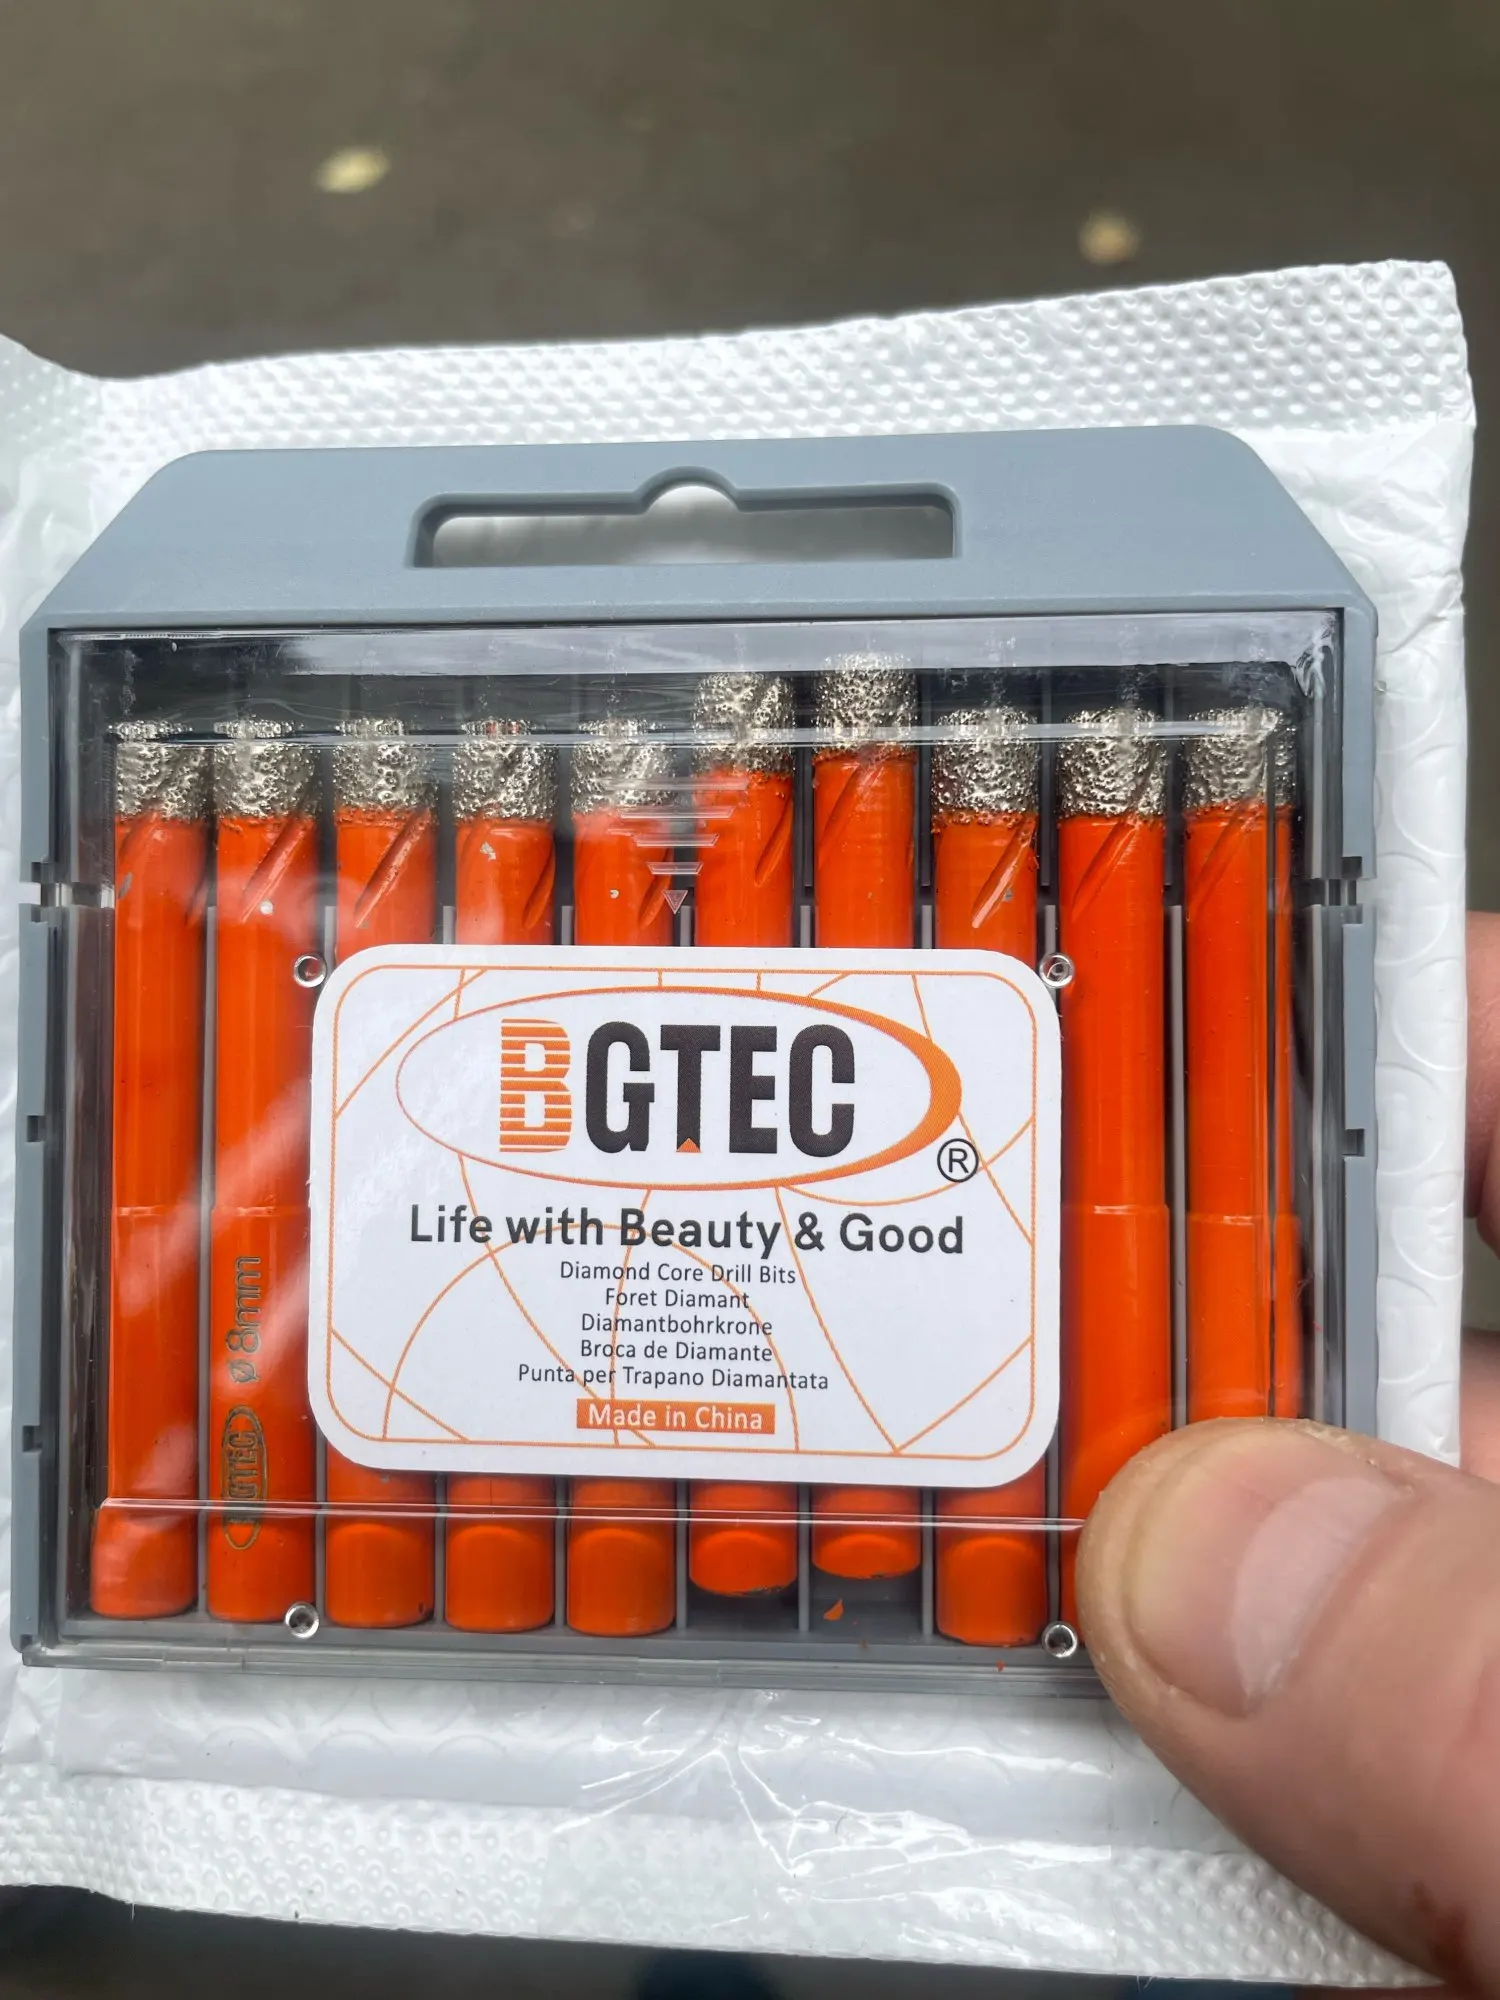 BGTEC
®
Life with Beauty & Good
Diamond Core Drill Bits
Foret Diamant
Diamantbohrkrone
Broca de Diamante
Punta per Trapano Diamantata
Made in China
BGTEC ø 8mm